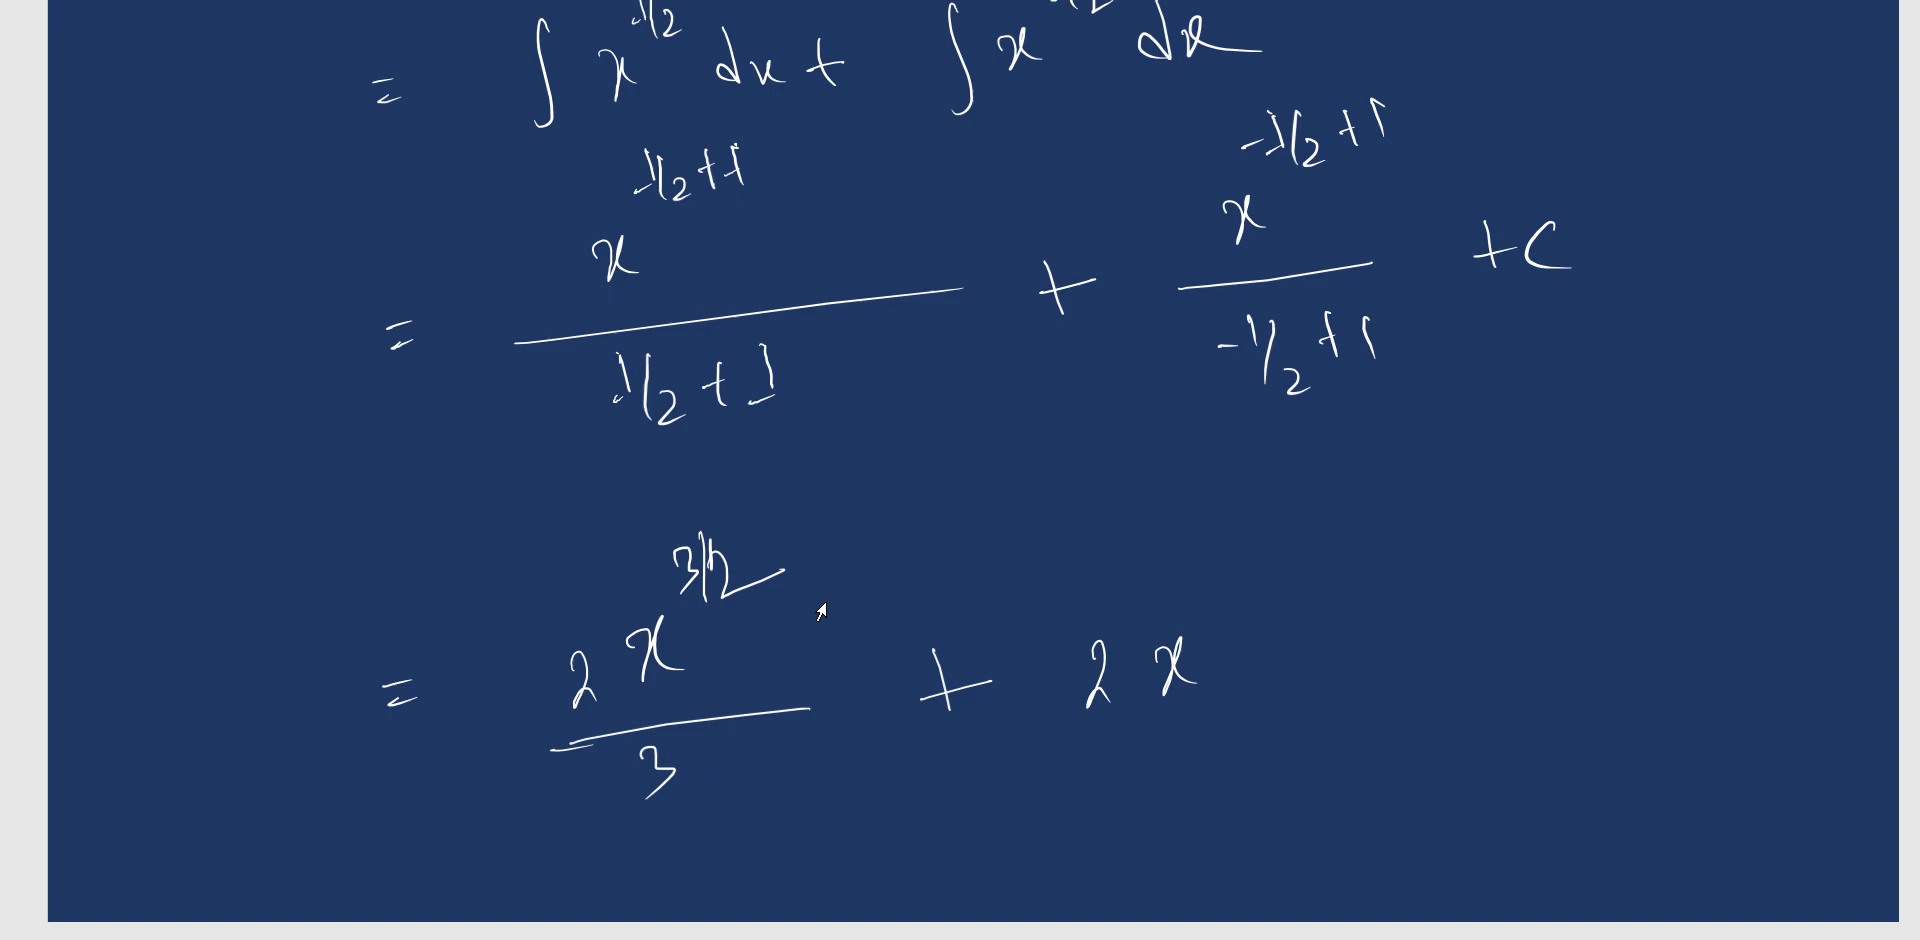 = ∫ x^{1/2} dx + ∫ x dx
= x^{1/2+1} / (1/2+1) + x^{-1/2+1} / (-1/2+1) + C
= 2x^{3/2} / 3 + 2x